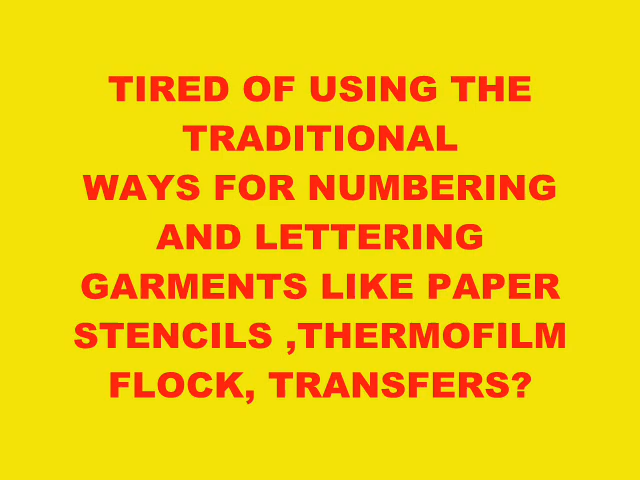 TIRED OF USING THE
TRADITIONAL
WAYS FOR NUMBERING
AND LETTERING
GARMENTS LIKE PAPER
STENCILS ,THERMOFILM
FLOCK, TRANSFERS?